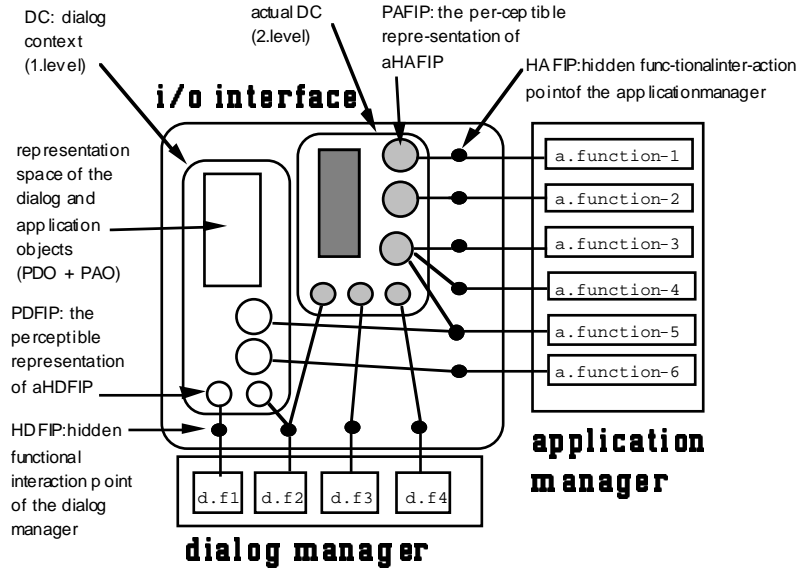 DC: dialog
context
(1.level)
actual DC
(2.level)
PAFIP: the per-ceptible
repre-sentation of
aHAFIP
HAFIP:hidden func-tionalinter-action
pointof the applicationmanager
i/o interface
representation
space of the
dialog and
application
objects
(PDO + PAO)
PDFIP: the
perceptible
representation
of aHDFIP
HDFIP:hidden
functional
interaction point
of the dialog
manager
a.function-1
a.function-2
a.function-3
a.function-4
a.function-5
a.function-6
application
manager
d.f1 d.f2 d.f3 d.f4
dialog manager